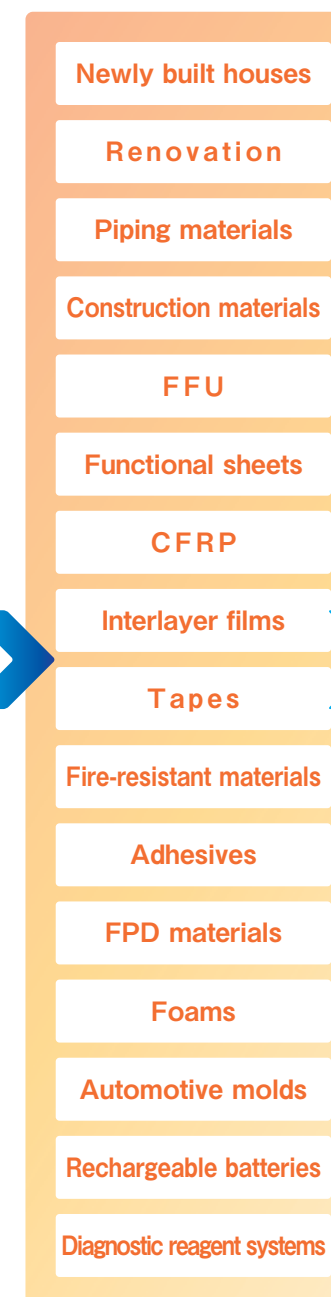 Newly built houses
Renovation
Piping materials
Construction materials
FFU
Functional sheets
CFRP
Interlayer films
Tapes
Fire-resistant materials
Adhesives
FPD materials
Foams
Automotive molds
Rechargeable batteries
Diagnostic reagent systems